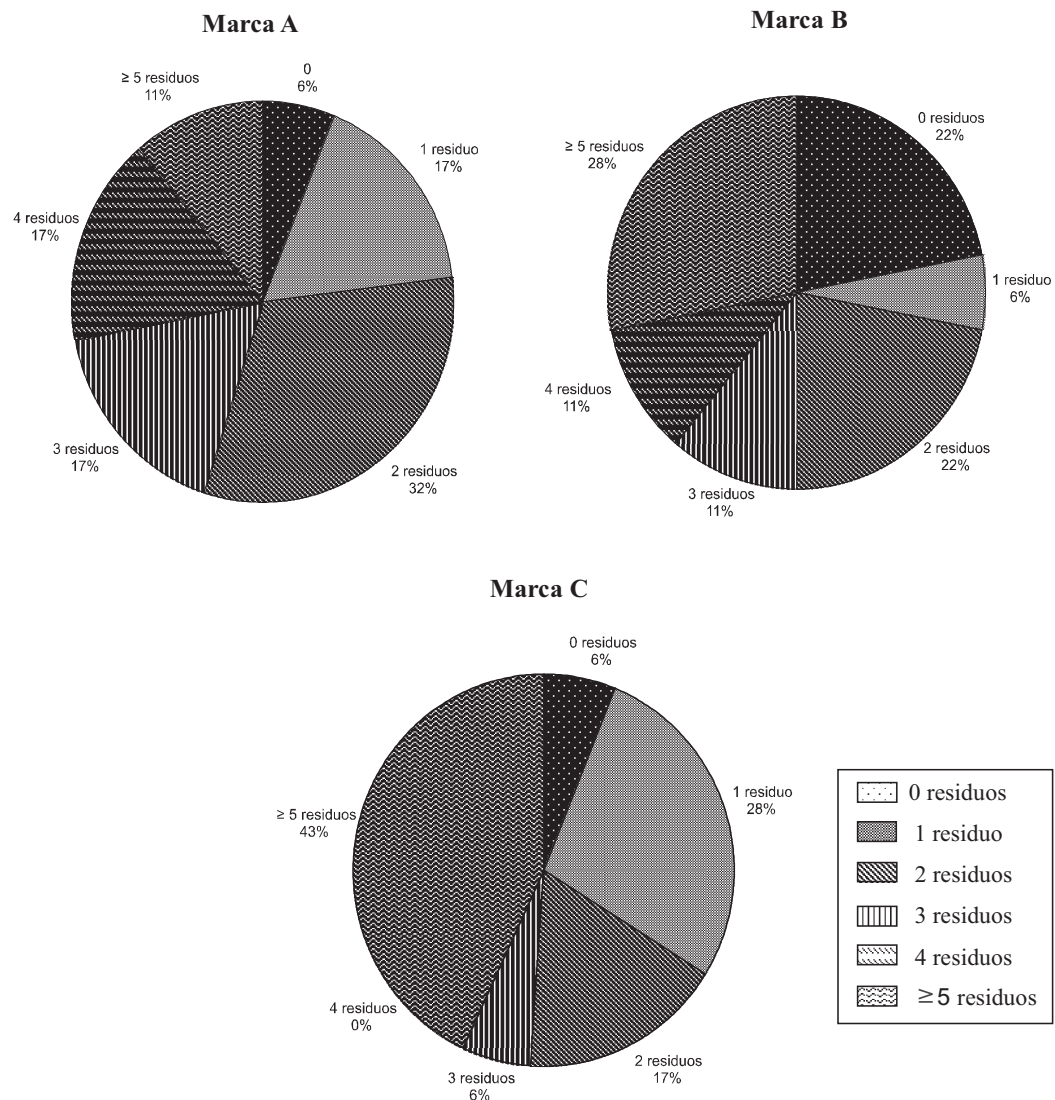 Marca A
0
6%
1 residuo
17%
2 residuos
32%
3 residuos
17%
4 residuos
17%
≥ 5 residuos
11%
Marca B
0 residuos
22%
1 residuo
6%
2 residuos
22%
3 residuos
11%
4 residuos
11%
≥ 5 residuos
28%
Marca C
0 residuos
6%
1 residuo
28%
2 residuos
17%
3 residuos
6%
4 residuos
0%
≥ 5 residuos
43%
0 residuos
1 residuo
2 residuos
3 residuos
4 residuos
≥5 residuos